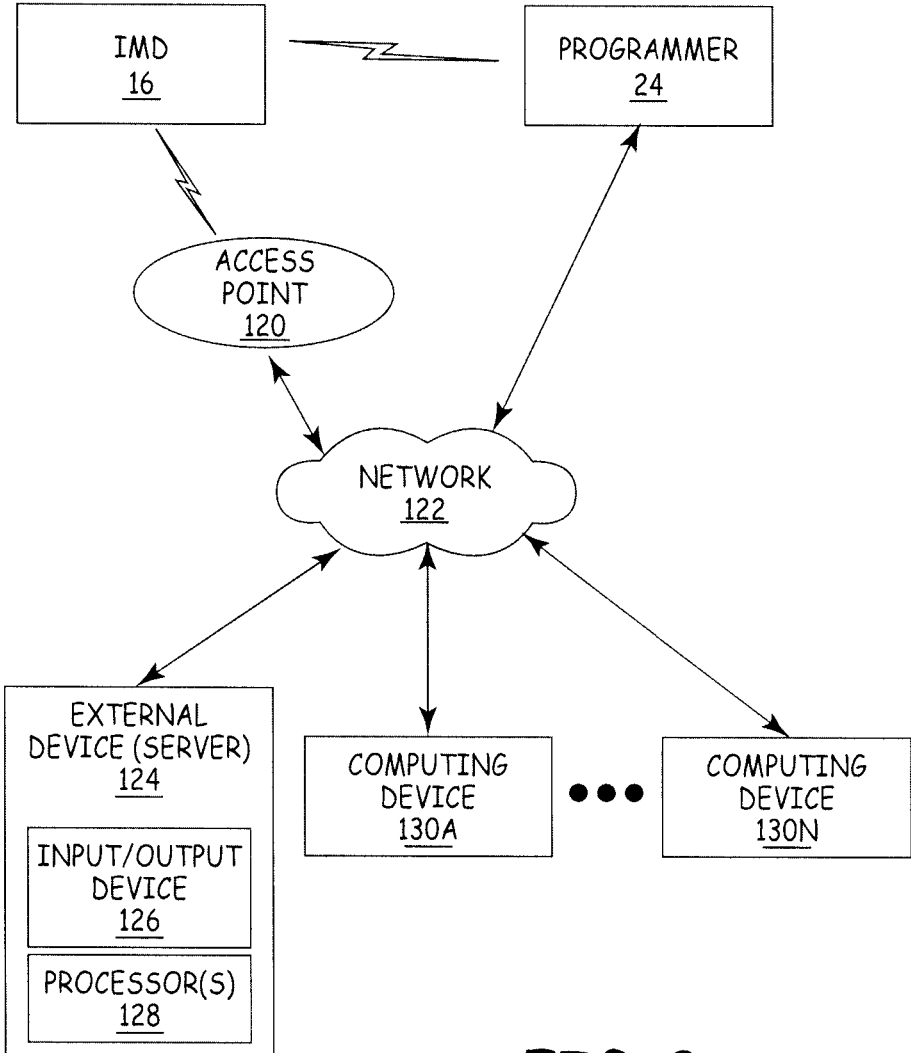 IMD
16
PROGRAMMER
24
ACCESS
POINT
120
NETWORK
122
EXTERNAL
DEVICE (SERVER)
124
INPUT/OUTPUT
DEVICE
126
PROCESSOR(S)
128
COMPUTING
DEVICE
130A
COMPUTING
DEVICE
130N